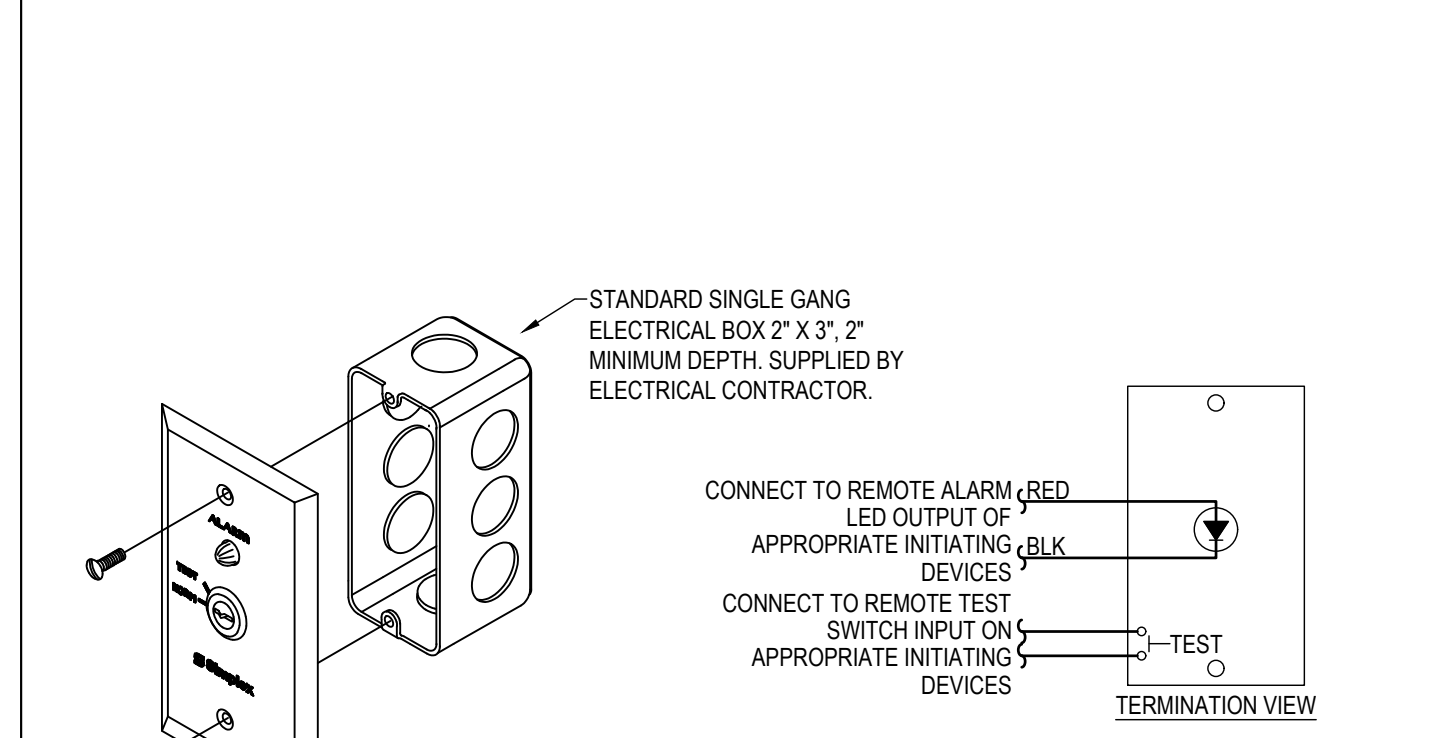 STANDARD SINGLE GANG
ELECTRICAL BOX 2" X 3", 2"
MINIMUM DEPTH. SUPPLIED BY
ELECTRICAL CONTRACTOR.
ALARM
TEST
NORM
Simplex
CONNECT TO REMOTE ALARM
LED OUTPUT OF
APPROPRIATE INITIATING
DEVICES
RED
BLK
CONNECT TO REMOTE TEST
SWITCH INPUT ON
APPROPRIATE INITIATING
DEVICES
TEST
TERMINATION VIEW